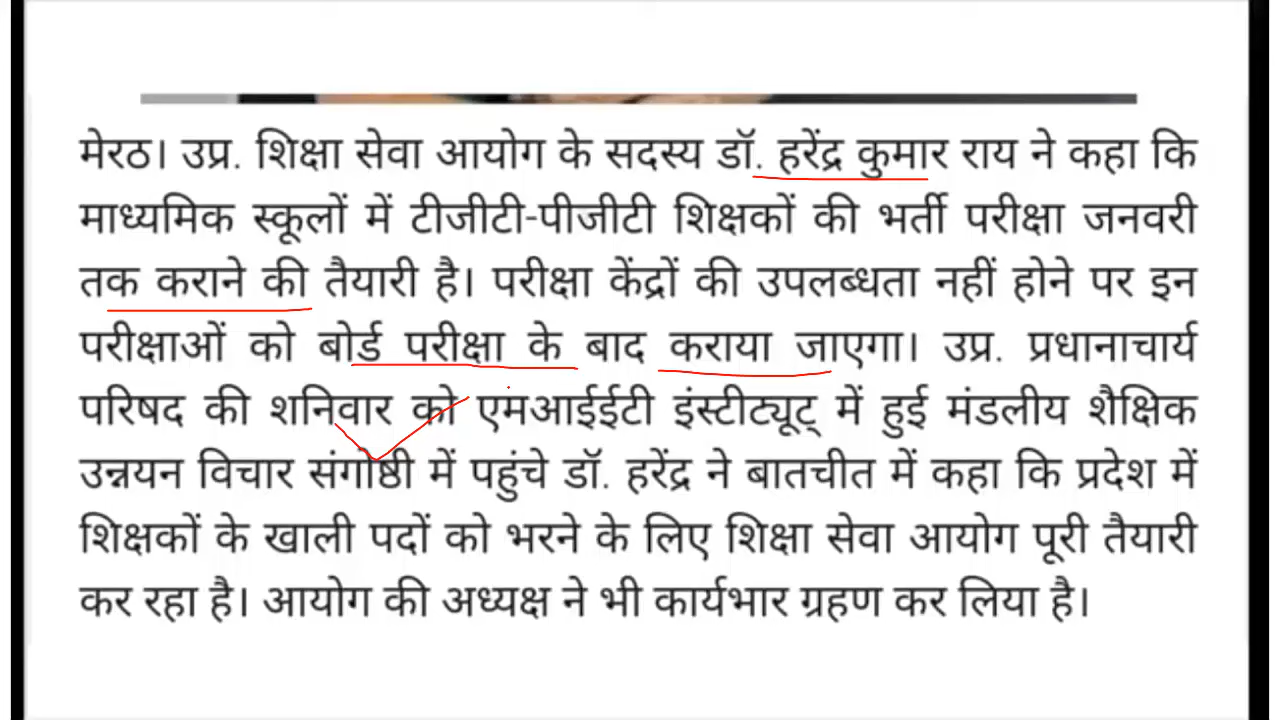 मेरठ। उप्र. शिक्षा सेवा आयोग के सदस्य डॉ. हरेंद्र कुमार राय ने कहा कि
माध्यमिक स्कूलों में टीजीटी-पीजीटी शिक्षकों की भर्ती परीक्षा जनवरी
तक कराने की तैयारी है। परीक्षा केंद्रों की उपलब्धता नहीं होने पर इन
परीक्षाओं को बोर्ड परीक्षा के बाद कराया जाएगा। उप्र. प्रधानाचार्य
परिषद की शनिवार को एमआईईटी इंस्टीट्यूट् में हुई मंडलीय शैक्षिक
उन्नयन विचार संगोष्ठी में पहुंचे डॉ. हरेंद्र ने बातचीत में कहा कि प्रदेश में
शिक्षकों के खाली पदों को भरने के लिए शिक्षा सेवा आयोग पूरी तैयारी
कर रहा है। आयोग की अध्यक्ष ने भी कार्यभार ग्रहण कर लिया है।